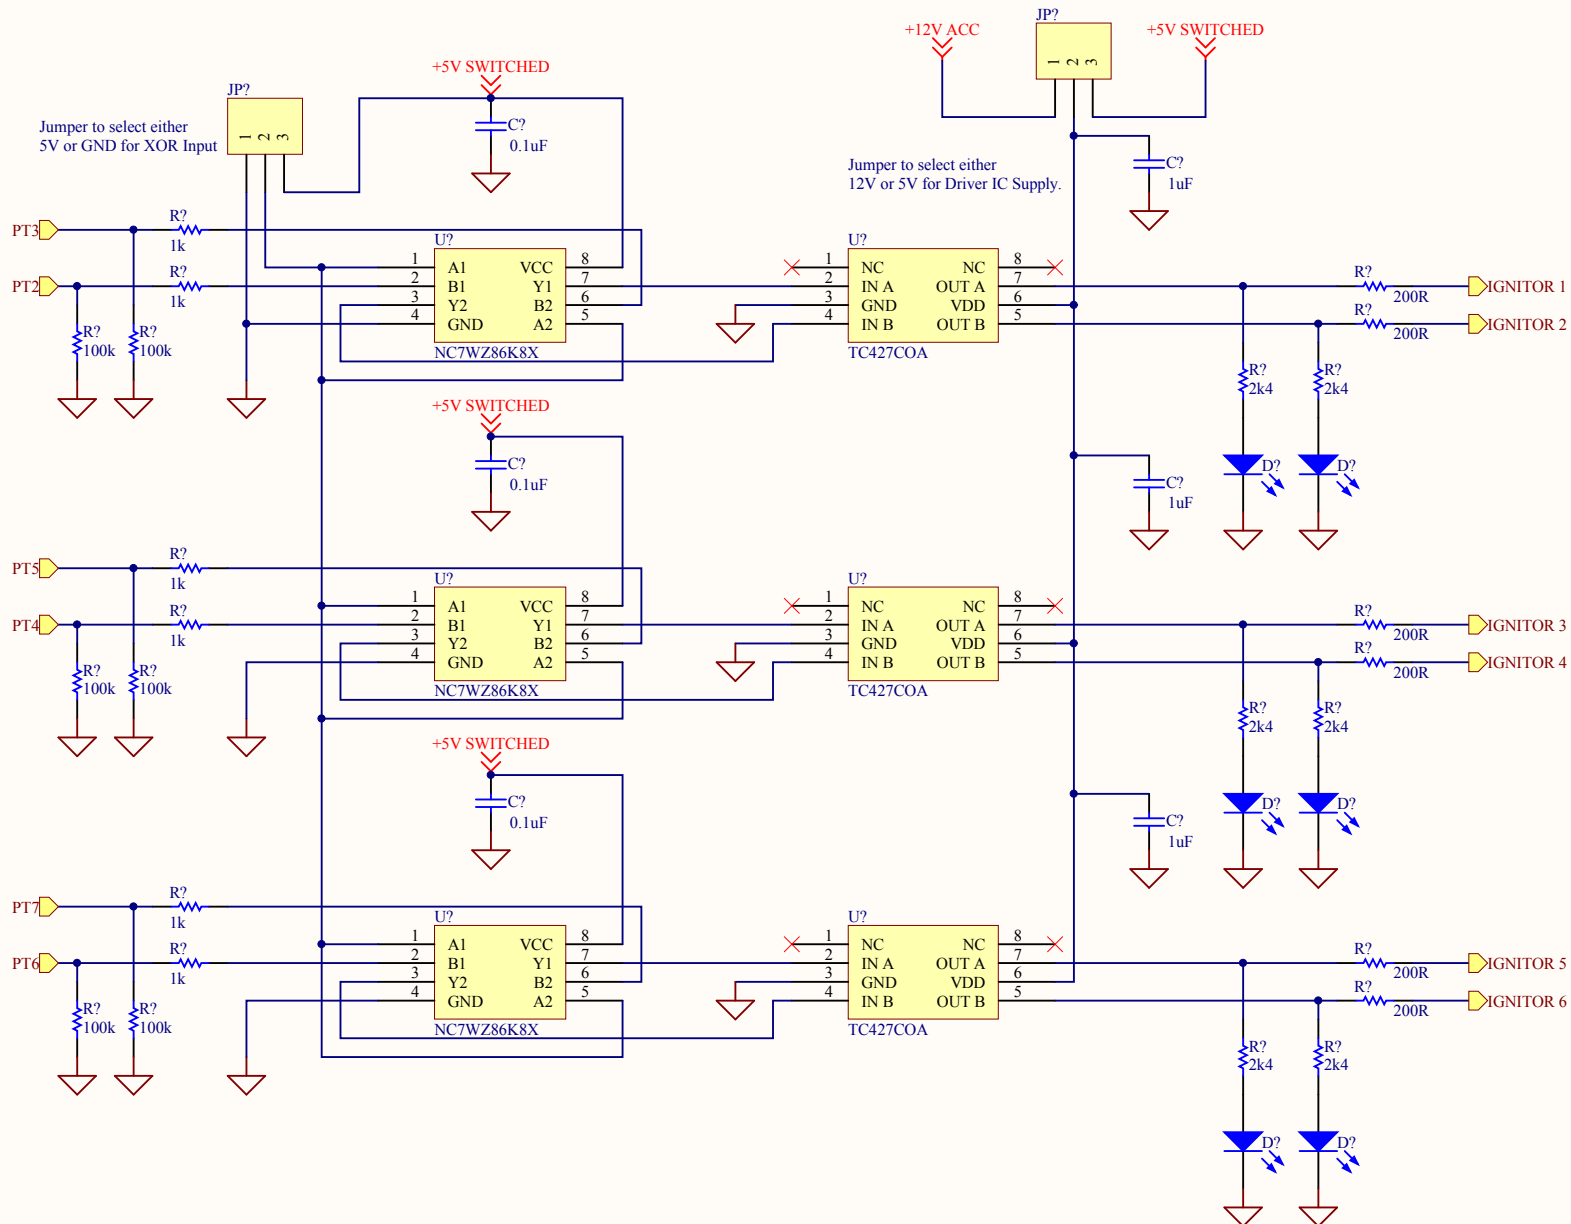 +12V ACC
JP?
+5V SWITCHED
1
2
3
+5V SWITCHED
JP?
1
2
3
Jumper to select either
5V or GND for XOR Input
C?
0.1uF
Jumper to select either
12V or 5V for Driver IC Supply.
C?
1uF
PT3
R?
1k
PT2
R?
1k
R?
100k
R?
100k
U?
1 A1 VCC 8
2 B1 Y1 7
3 Y2 B2 6
4 GND A2 5
NC7WZ86K8X
U?
1 NC NC 8
2 IN A OUT A 7
3 GND VDD 6
4 IN B OUT B 5
TC427COA
R?
200R
IGNITOR 1
R?
200R
IGNITOR 2
R?
2k4
R?
2k4
D?
D?
+5V SWITCHED
C?
0.1uF
C?
1uF
PT5
R?
1k
PT4
R?
1k
R?
100k
R?
100k
U?
1 A1 VCC 8
2 B1 Y1 7
3 Y2 B2 6
4 GND A2 5
NC7WZ86K8X
U?
1 NC NC 8
2 IN A OUT A 7
3 GND VDD 6
4 IN B OUT B 5
TC427COA
R?
200R
IGNITOR 3
R?
200R
IGNITOR 4
R?
2k4
R?
2k4
D?
D?
+5V SWITCHED
C?
0.1uF
C?
1uF
PT7
R?
1k
PT6
R?
1k
R?
100k
R?
100k
U?
1 A1 VCC 8
2 B1 Y1 7
3 Y2 B2 6
4 GND A2 5
NC7WZ86K8X
U?
1 NC NC 8
2 IN A OUT A 7
3 GND VDD 6
4 IN B OUT B 5
TC427COA
R?
200R
IGNITOR 5
R?
200R
IGNITOR 6
R?
2k4
R?
2k4
D?
D?